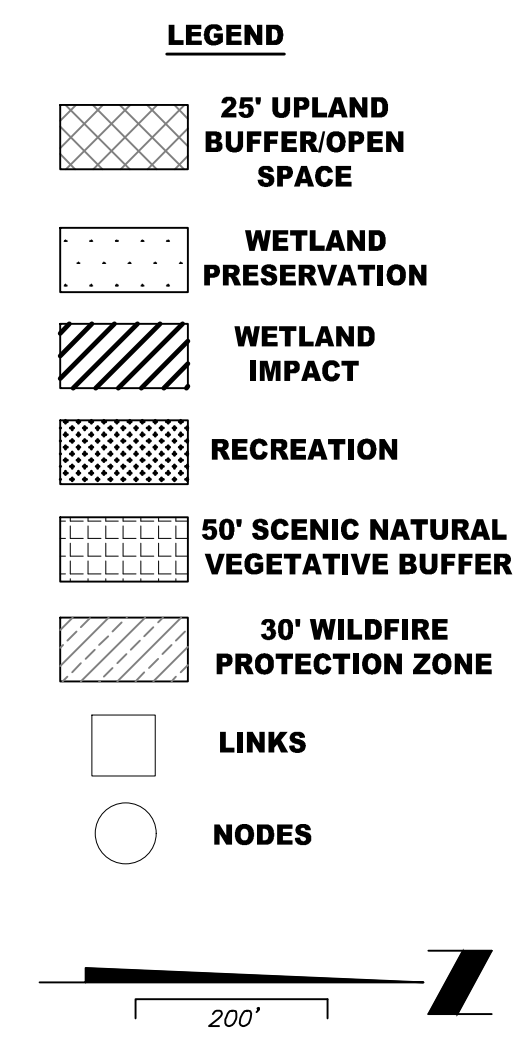 LEGEND
25' UPLAND
BUFFER/OPEN
SPACE
WETLAND
PRESERVATION
WETLAND
IMPACT
RECREATION
50' SCENIC NATURAL
VEGETATIVE BUFFER
30' WILDFIRE
PROTECTION ZONE
LINKS
NODES
N
200'